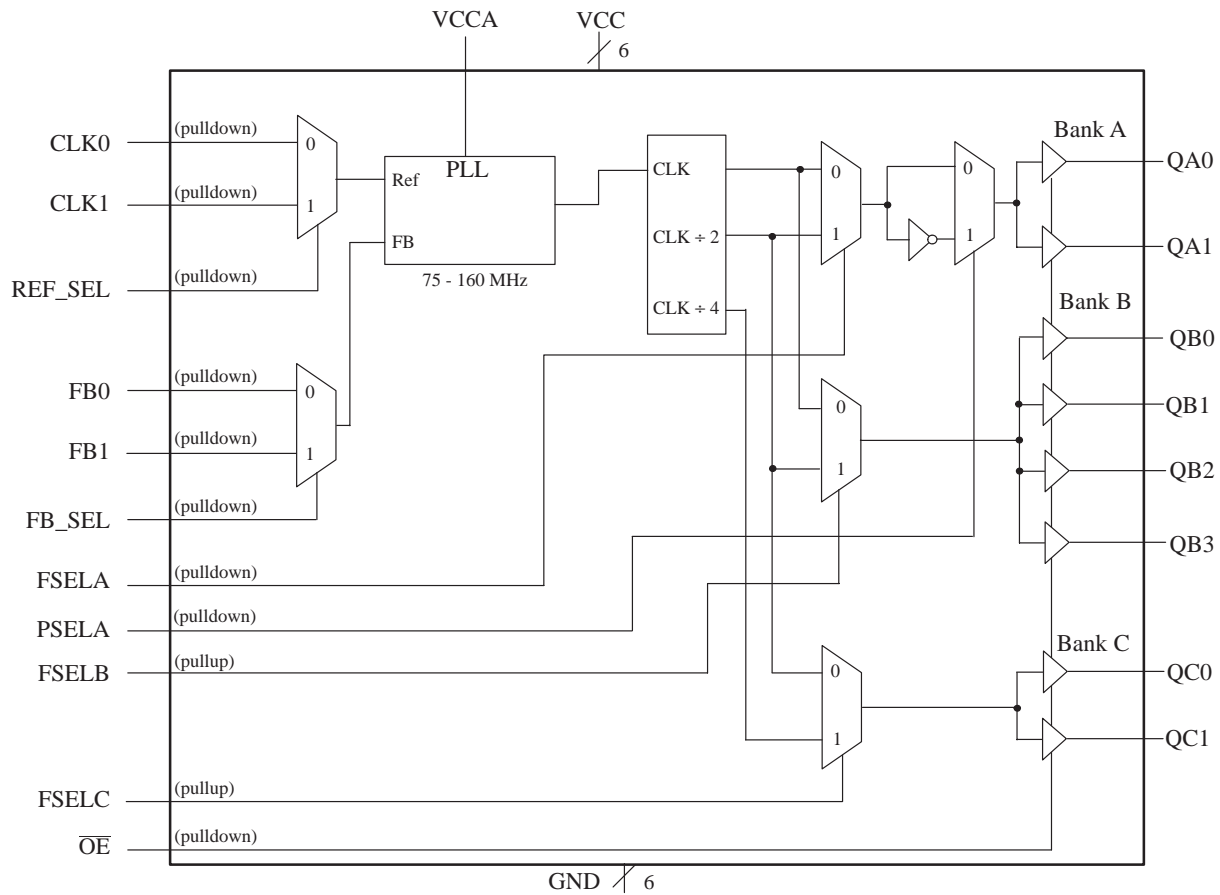 VCCA
VCC
6
CLK0
(pulldown)
0
CLK1
(pulldown)
1
REF_SEL
(pulldown)
PLL
Ref
FB
75 - 160 MHz
CLK
CLK ÷ 2
CLK ÷ 4
0
1
0
1
Bank A
QA0
QA1
Bank B
QB0
QB1
QB2
QB3
FB0
(pulldown)
0
FB1
(pulldown)
1
FB_SEL
(pulldown)
0
1
FSELA
(pulldown)
PSELA
(pulldown)
FSELB
(pullup)
0
1
Bank C
QC0
QC1
FSELC
(pullup)
OE
(pulldown)
GND
6